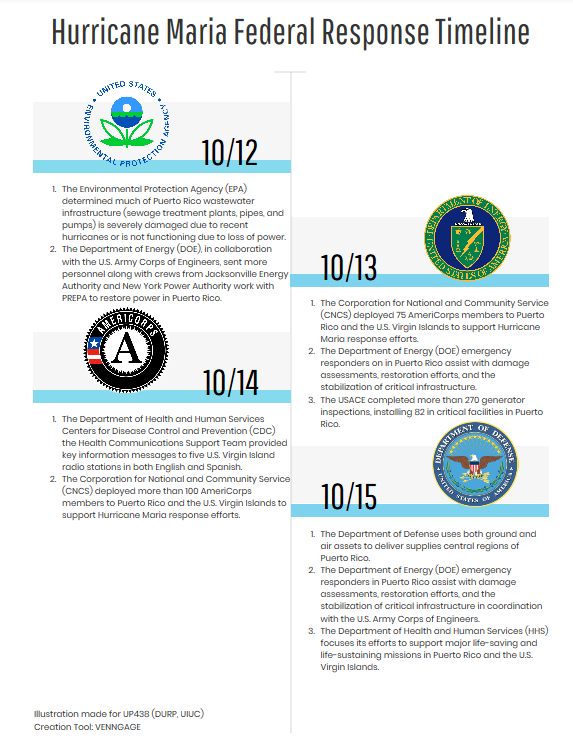 Hurricane Maria Federal Response Timeline
UNITED STATES
ENVIRONMENTAL PROTECTION AGENCY
10/12
1. The Environmental Protection Agency (EPA)
determined much of Puerto Rico wastewater
infrastructure (sewage treatment plants, pipes, and
pumps) is severely damaged due to recent
hurricanes or is not functioning due to loss of power.
2. The Department of Energy (DOE), in collaboration
with the U.S. Army Corps of Engineers, sent more
personnel along with crews from Jacksonville Energy
Authority and New York Power Authority work with
PREPA to restore power in Puerto Rico.
DEPARTMENT OF ENERGY
UNITED STATES OF AMERICA
10/13
1. The Corporation for National and Community Service
(CNCS) deployed 75 AmeriCorps members to Puerto
Rico and the U.S. Virgin Islands to support Hurricane
Maria response efforts.
2. The Department of Energy (DOE) emergency
responders on in Puerto Rico assist with damage
assessments, restoration efforts, and the
stabilization of critical infrastructure.
3. The USACE completed more than 270 generator
inspections, installing 82 in critical facilities in Puerto
Rico.
AMERICORPS
A
10/14
1. The Department of Health and Human Services
Centers for Disease Control and Prevention (CDC)
the Health Communications Support Team provided
key information messages to five U.S. Virgin Island
radio stations in both English and Spanish.
2. The Corporation for National and Community Service
(CNCS) deployed more than 100 AmeriCorps
members to Puerto Rico and the U.S. Virgin Islands to
support Hurricane Maria response efforts.
DEPARTMENT OF DEFENSE
UNITED STATES OF AMERICA
10/15
1. The Department of Defense uses both ground and
air assets to deliver supplies central regions of
Puerto Rico.
2. The Department of Energy (DOE) emergency
responders in Puerto Rico assist with damage
assessments, restoration efforts, and the
stabilization of critical infrastructure in coordination
with the U.S. Army Corps of Engineers.
3. The Department of Health and Human Services (HHS)
focuses its efforts to support major life-saving and
life-sustaining missions in Puerto Rico and the U.S.
Virgin Islands.
Illustration made for UP438 (DURP, UIUC)
Creation Tool: VENNGAGE